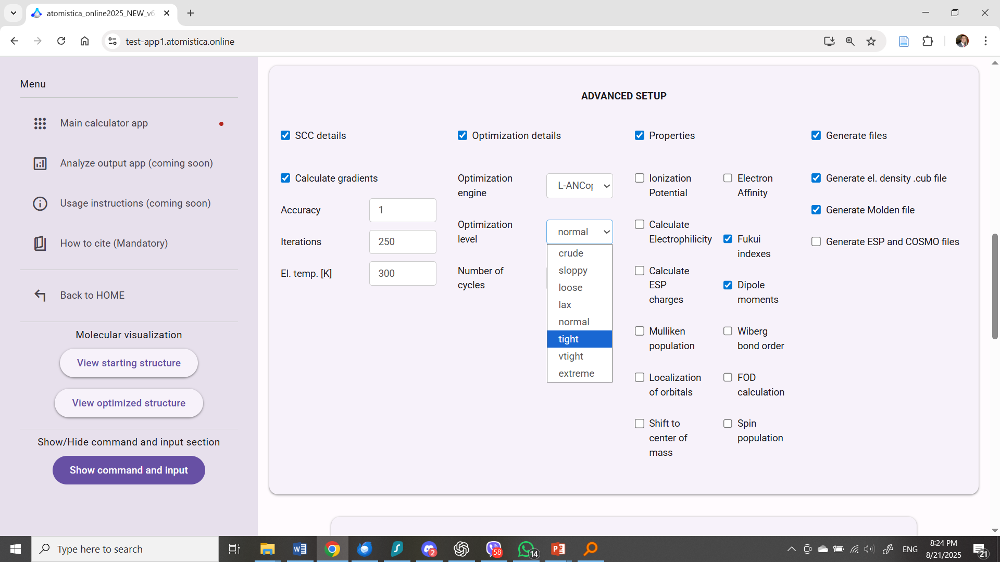 atomistica_online2025_NEW_v6
test-app1.atomistica.online
Menu
Main calculator app
Analyze output app (coming soon)
Usage instructions (coming soon)
How to cite (Mandatory)
Back to HOME
Molecular visualization
View starting structure
View optimized structure
Show/Hide command and input section
Show command and input
ADVANCED SETUP
SCC details
Calculate gradients
Accuracy 1
Iterations 250
El. temp. [K] 300
Optimization details
Optimization
engine
L-ANCop
Optimization
level
normal
crude
sloppy
loose
lax
normal
tight
vtight
extreme
Number of
cycles
Properties
Ionization
Potential
Electron
Affinity
Calculate
Electrophilicity
Fukui
indexes
Calculate
ESP
charges
Dipole
moments
Mulliken
population
Wiberg
bond order
Localization
of orbitals
FOD
calculation
Shift to
center of
mass
Spin
population
Generate files
Generate el. density .cub file
Generate Molden file
Generate ESP and COSMO files
Type here to search
2
58
14
ENG
8:24 PM
8/21/2025
21